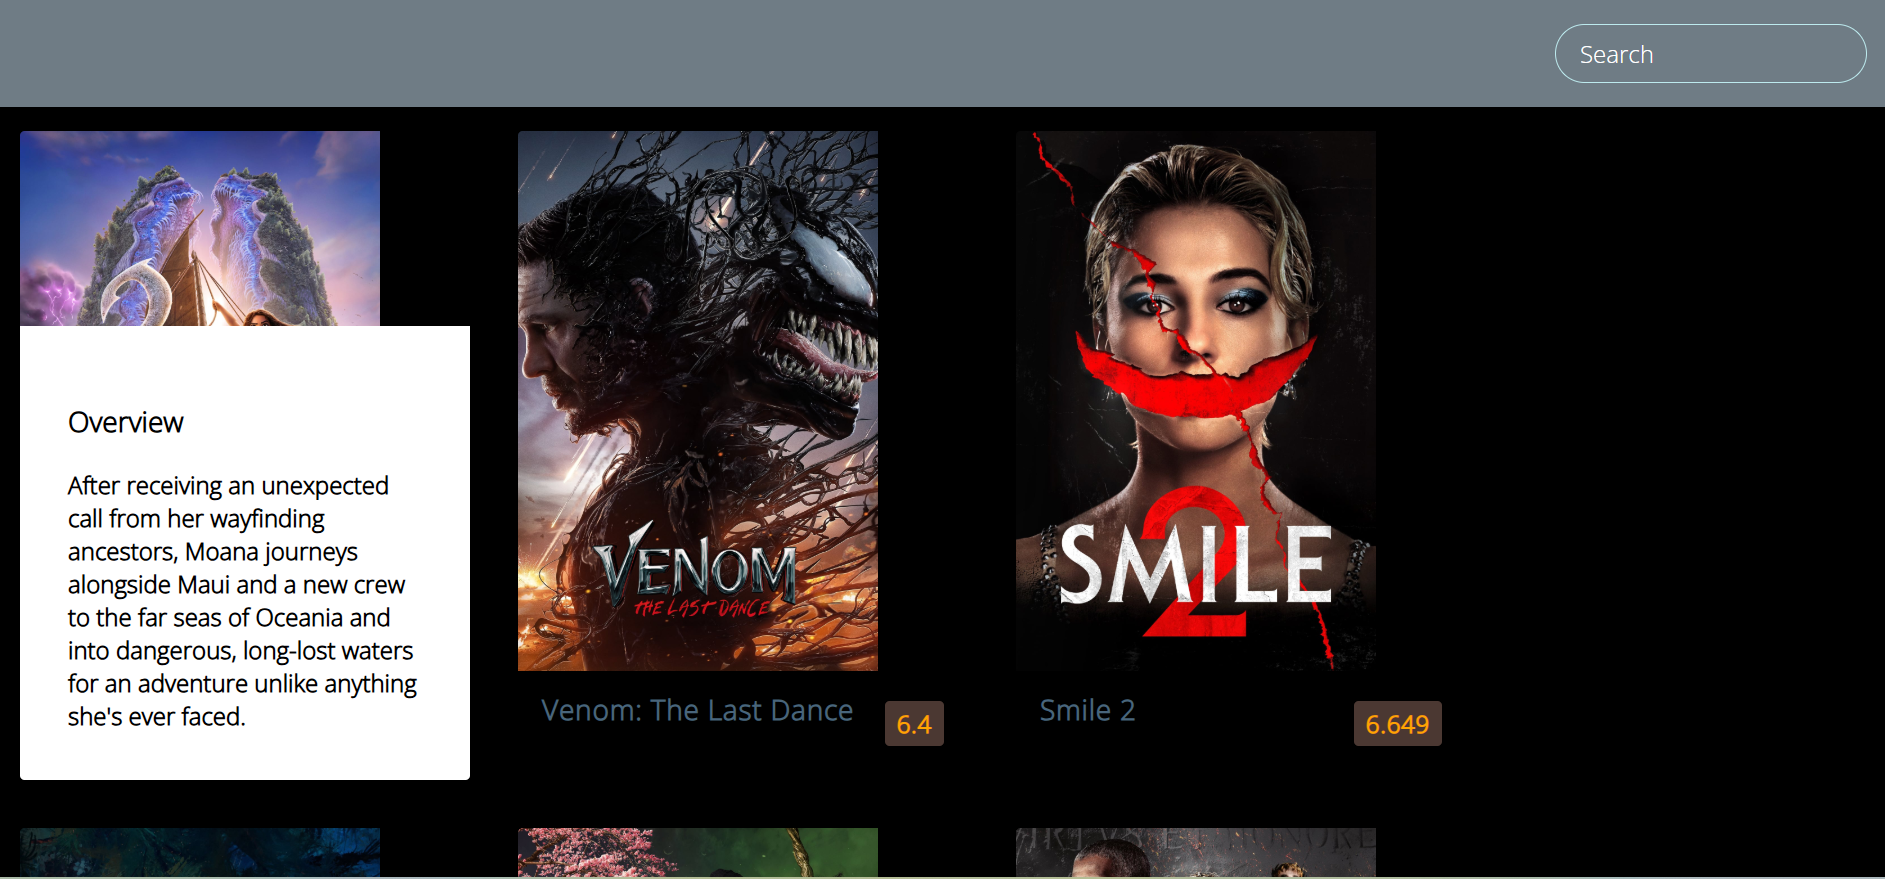 Search
Overview
After receiving an unexpected
call from her wayfinding
ancestors, Moana journeys
alongside Maui and a new crew
to the far seas of Oceania and
into dangerous, long-lost waters
for an adventure unlike anything
she's ever faced.
VENOM
THE LAST DANCE
Venom: The Last Dance
6.4
SMILE
2
Smile 2
6.649